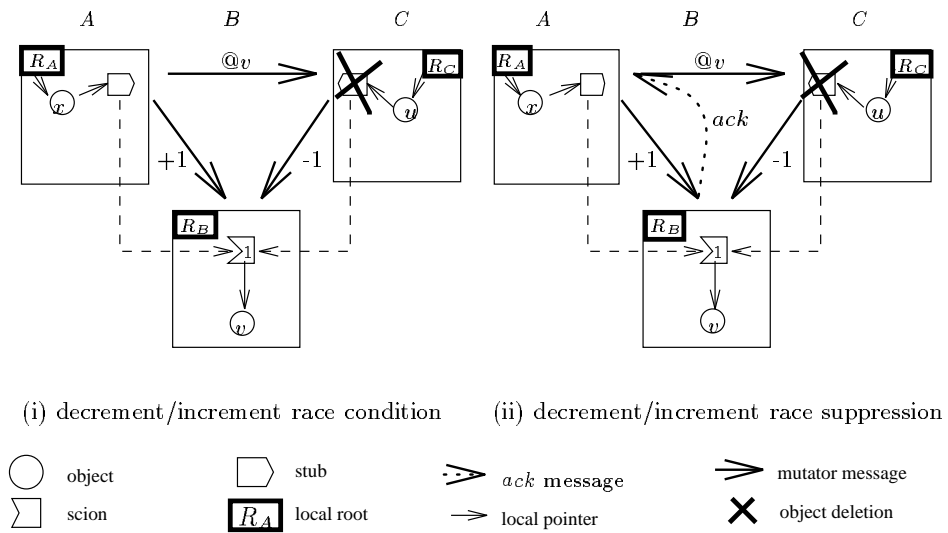 A B C A B C
R_A @v R_C R_A @v R_C
x u x ack u
+1 -1 +1 -1
R_B R_B
1 1
v v
(i) decrement/increment race condition (ii) decrement/increment race suppression
object stub ack message mutator message
scion R_A local root local pointer object deletion